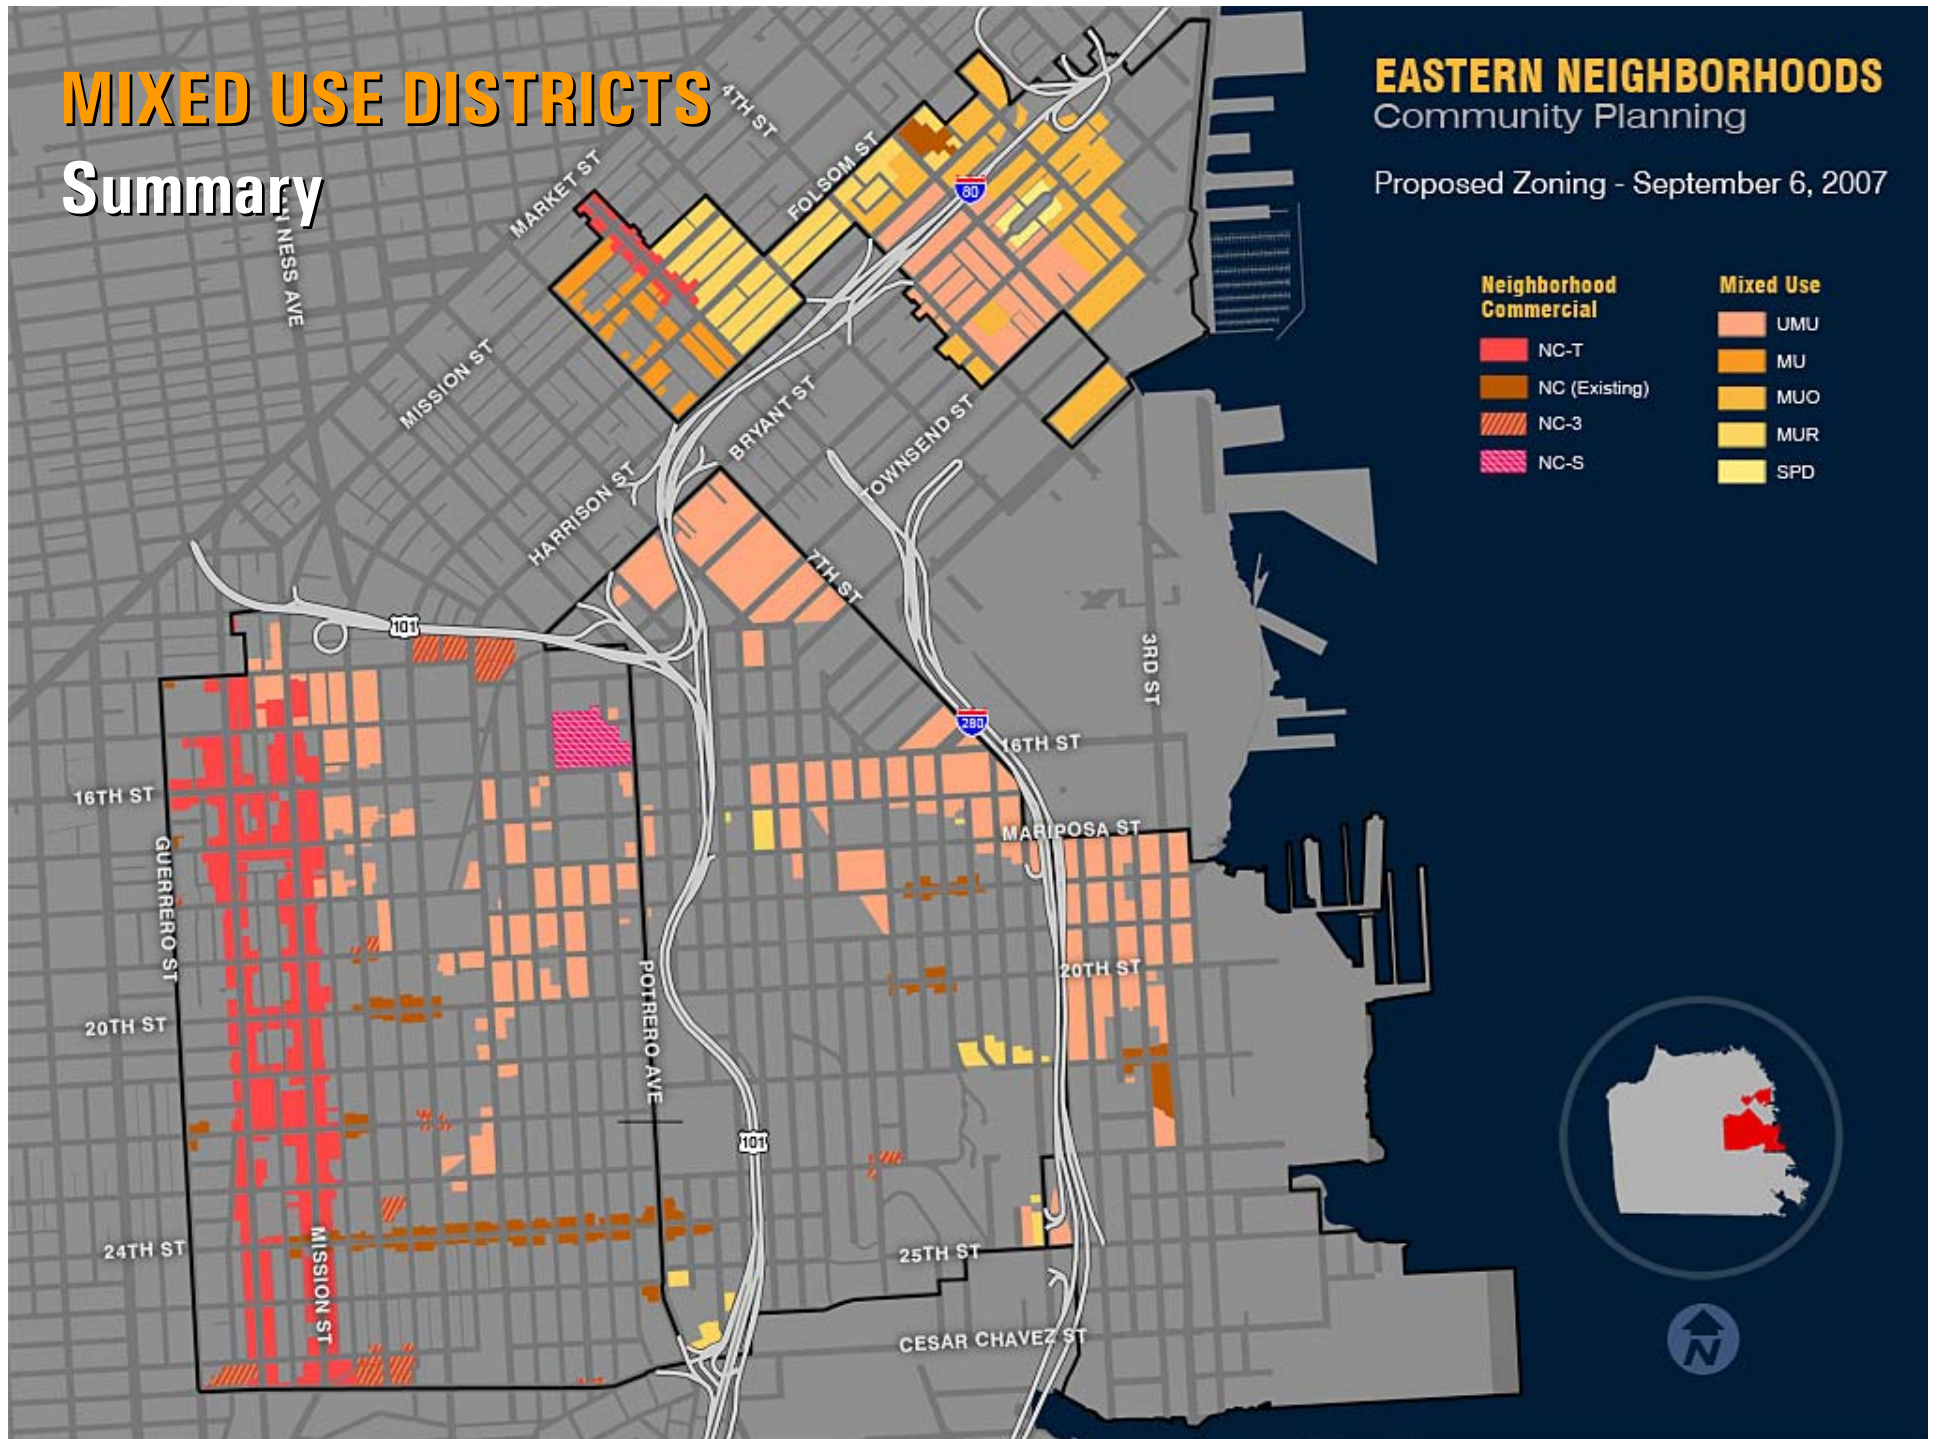 MIXED USE DISTRICTS
Summary
EASTERN NEIGHBORHOODS
Community Planning
Proposed Zoning - September 6, 2007
Neighborhood
Commercial
NC-T
NC (Existing)
NC-3
NC-S
Mixed Use
UMU
MU
MUO
MUR
SPD
4TH ST
MARKET ST
FOLSOM ST
80
NESS AVE
MISSION ST
BRYANT ST
TOWNSEND ST
HARRISON ST
7TH ST
101
3RD ST
280
16TH ST
16TH ST
MARIPOSA ST
GUERRERO ST
POTRERO AVE
20TH ST
20TH ST
101
24TH ST
MISSION ST
25TH ST
CESAR CHAVEZ ST
N